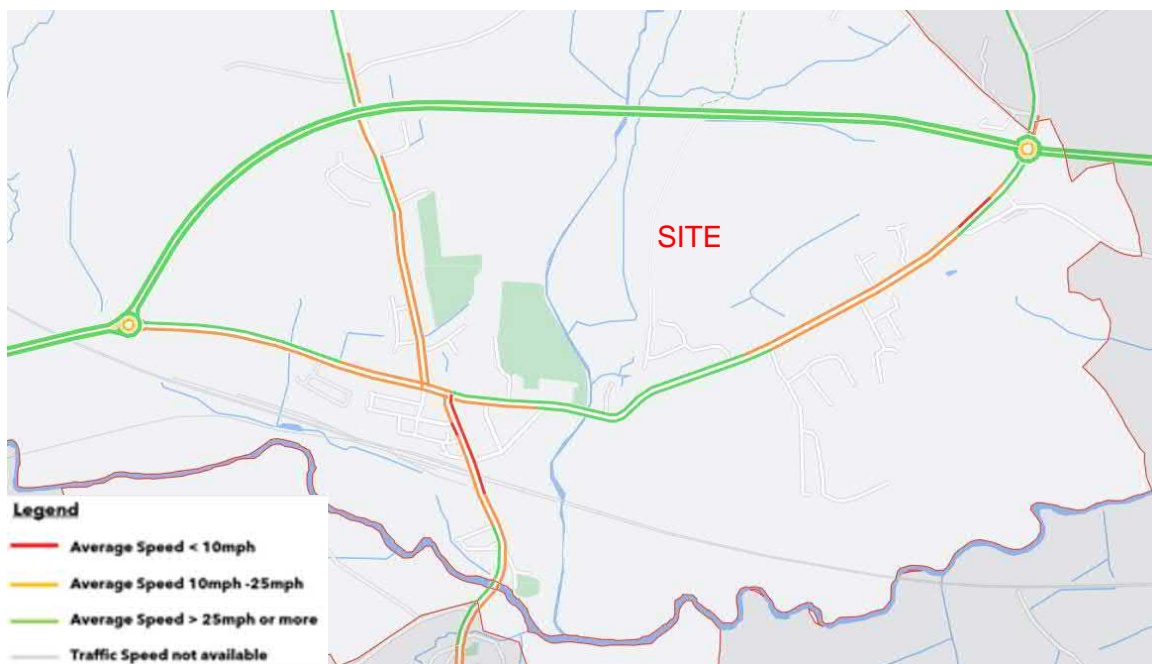 SITE
Legend
Average Speed < 10mph
Average Speed 10mph -25mph
Average Speed > 25mph or more
Traffic Speed not available